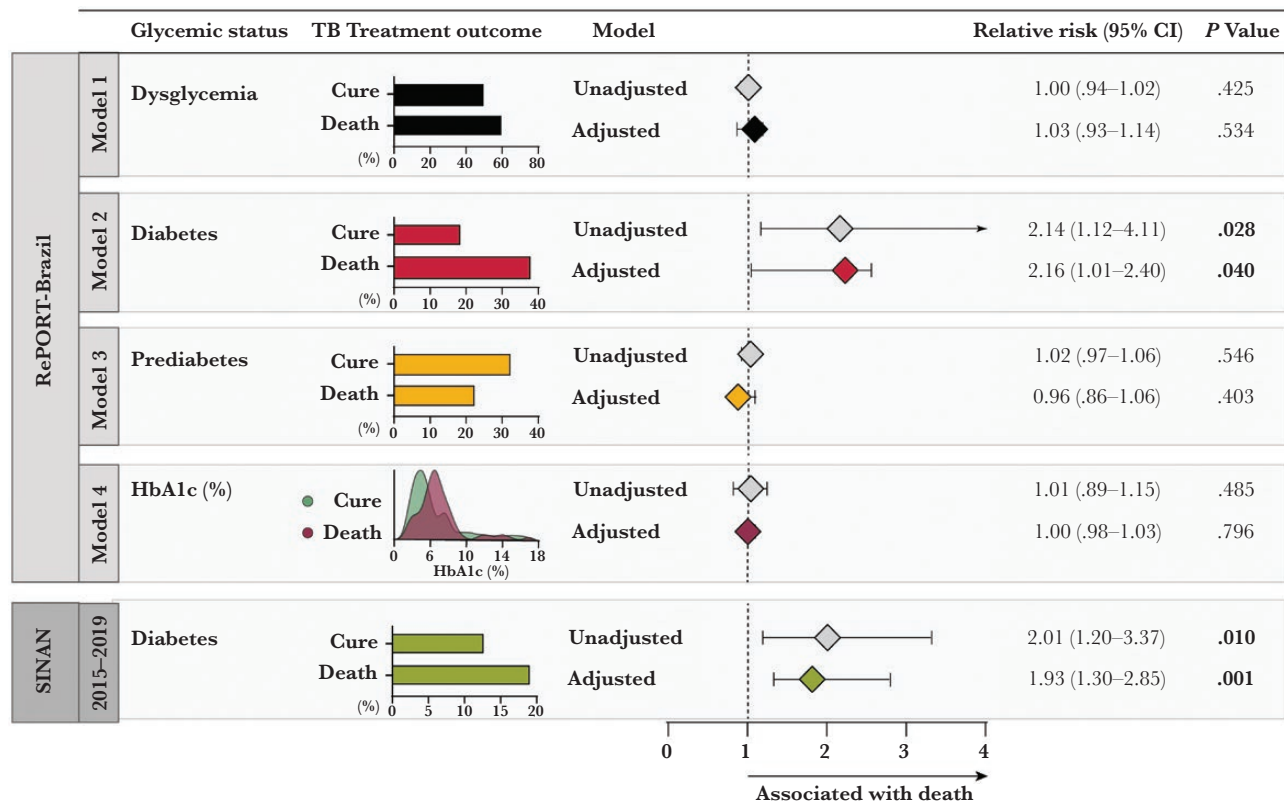 Glycemic status TB Treatment outcome Model Relative risk (95% CI) P Value
RePORT-Brazil
Model 1
Dysglycemia
Cure
Death
(%) 0 20 40 60 80
Unadjusted 1.00 (.94–1.02) .425
Adjusted 1.03 (.93–1.14) .534
Model 2
Diabetes
Cure
Death
(%) 0 10 20 30 40
Unadjusted 2.14 (1.12–4.11) .028
Adjusted 2.16 (1.01–2.40) .040
Model 3
Prediabetes
Cure
Death
(%) 0 10 20 30 40
Unadjusted 1.02 (.97–1.06) .546
Adjusted 0.96 (.86–1.06) .403
Model 4
HbA1c (%)
Cure
Death
0 6 10 14 18
HbA1c (%)
Unadjusted 1.01 (.89–1.15) .485
Adjusted 1.00 (.98–1.03) .796
SINAN
2015–2019
Diabetes
Cure
Death
(%) 0 5 10 15 20
Unadjusted 2.01 (1.20–3.37) .010
Adjusted 1.93 (1.30–2.85) .001
0 1 2 3 4
Associated with death